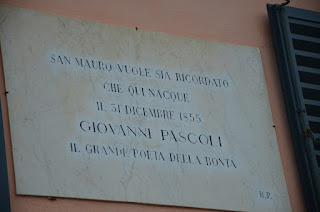 SAN MAURO VUOLE SIA RICORDATO
CHE QUI NACQUE
IL 31 DICEMBRE 1855
GIOVANNI PASCOLI
IL GRANDE POETA DELLA BONTÀ
R.P.